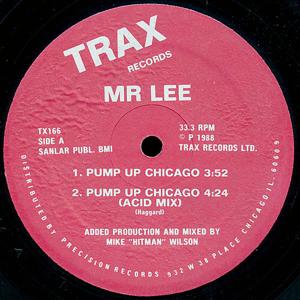 TRAX
RECORDS
MR LEE
TX166
SIDE A
SANLAR PUBL. BMI
33.3 RPM
© P 1988
TRAX RECORDS LTD.
1. PUMP UP CHICAGO 3:52
2. PUMP UP CHICAGO 4:24
(ACID MIX)
(Haggard)
ADDED PRODUCTION AND MIXED BY
MIKE "HITMAN" WILSON
DISTRIBUTED BY PRECISION RECORDS 932 W 38 PLACE CHICAGO IL. 60609